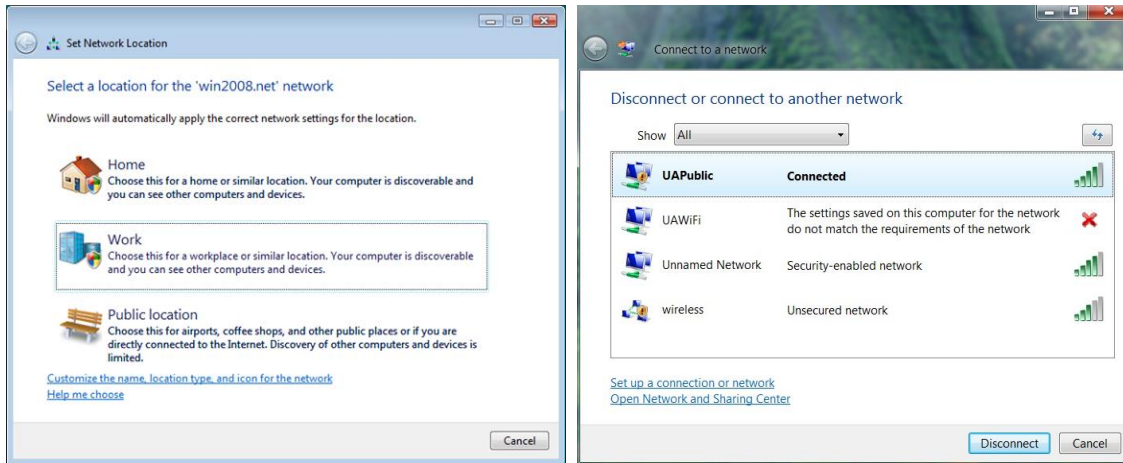 Set Network Location
Select a location for the 'win2008.net' network
Windows will automatically apply the correct network settings for the location.
Home
Choose this for a home or similar location. Your computer is discoverable and
you can see other computers and devices.
Work
Choose this for a workplace or similar location. Your computer is discoverable
and you can see other computers and devices.
Public location
Choose this for airports, coffee shops, and other public places or if you are
directly connected to the Internet. Discovery of other computers and devices is
limited.
Customize the name, location type, and icon for the network
Help me choose
Cancel
Connect to a network
Disconnect or connect to another network
Show All
UAPublic Connected
UAWiFi The settings saved on this computer for the network
do not match the requirements of the network
Unnamed Network Security-enabled network
wireless Unsecured network
Set up a connection or network
Open Network and Sharing Center
Disconnect Cancel